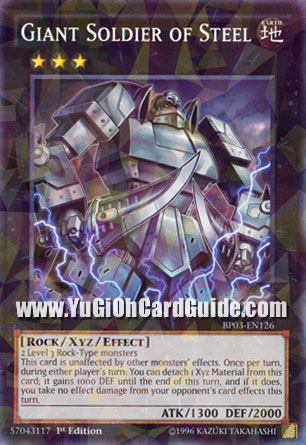 GIANT SOLDIER OF STEEL
EARTH
地
www.YuGiOhCardGuide.com
BP03-EN126
[ROCK/XYZ/EFFECT]
2 Level 3 Rock-Type monsters
This card is unaffected by other monsters' effects. Once per turn,
during either player's turn: You can detach 1 Xyz Material from this
card; it gains 1000 DEF until the end of this turn, and if it does,
you take no effect damage from your opponent's card effects this
turn.
ATK/1300 DEF/2000
57043117 1st Edition
©1996 KAZUKI TAKAHASHI